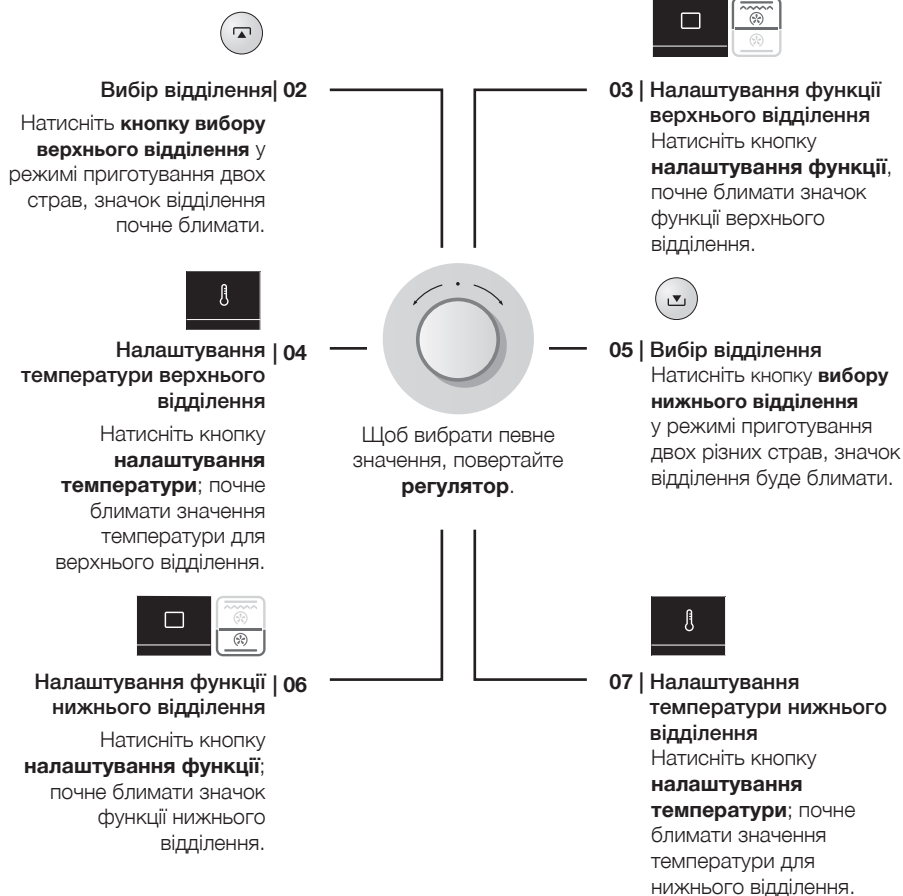 Вибір відділення| 02
Натисніть кнопку вибору
верхнього відділення у
режимі приготування двох
страв, значок відділення
почне блимати.
03 | Налаштування функції
верхнього відділення
Натисніть кнопку
налаштування функції,
почне блимати значок
функції верхнього
відділення.
Налаштування | 04
температури верхнього
відділення
Натисніть кнопку
налаштування
температури; почне
блимати значення
температури для
верхнього відділення.
Щоб вибрати певне
значення, повертайте
регулятор.
05 | Вибір відділення
Натисніть кнопку вибору
нижнього відділення
у режимі приготування
двох різних страв, значок
відділення буде блимати.
Налаштування функції | 06
нижнього відділення
Натисніть кнопку
налаштування функції;
почне блимати значок
функції нижнього
відділення.
07 | Налаштування
температури нижнього
відділення
Натисніть кнопку
налаштування
температури; почне
блимати значення
температури для
нижнього відділення.